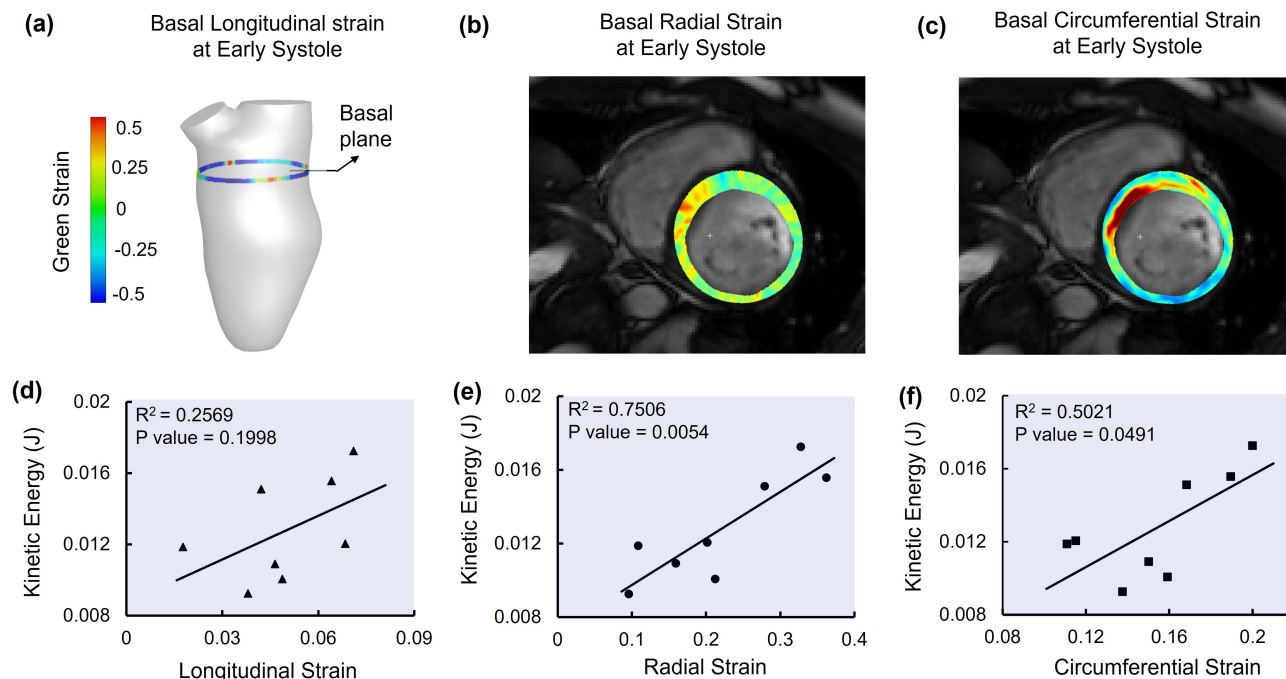 (a)
Basal Longitudinal strain
at Early Systole
Green Strain
0.5
0.25
0
-0.25
-0.5
Basal
plane
(b)
Basal Radial Strain
at Early Systole
(c)
Basal Circumferential Strain
at Early Systole
(d)
R² = 0.2569
P value = 0.1998
Kinetic Energy (J)
0.02
0.016
0.012
0.008
0
0.03
0.06
0.09
Longitudinal Strain
(e)
R² = 0.7506
P value = 0.0054
Kinetic Energy (J)
0.02
0.016
0.012
0.008
0
0.1
0.2
0.3
0.4
Radial Strain
(f)
R² = 0.5021
P value = 0.0491
Kinetic Energy (J)
0.02
0.016
0.012
0.008
0.08
0.12
0.16
0.2
Circumferential Strain